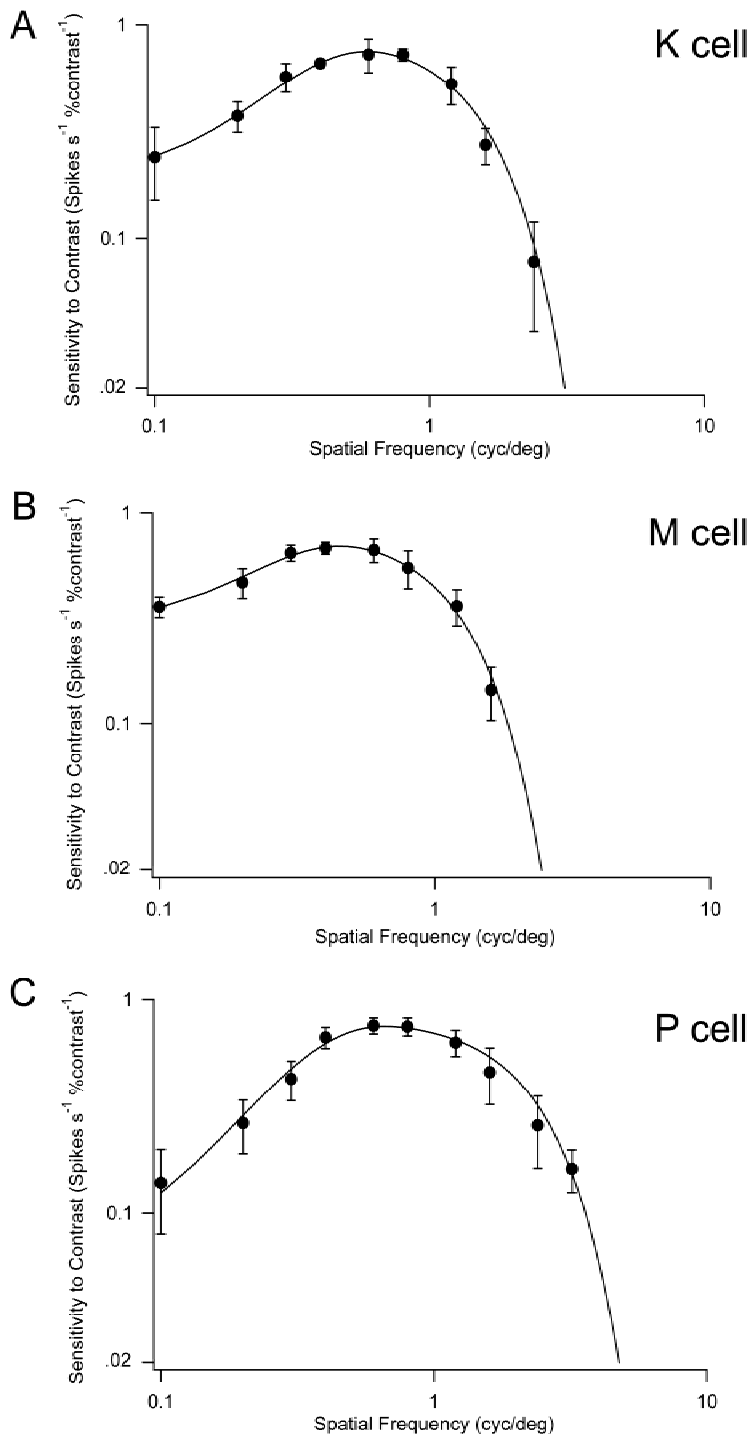 A
K cell
Sensitivity to Contrast (Spikes s-1 %contrast-1)
1
0.1
.02
0.1
1
10
Spatial Frequency (cyc/deg)
B
M cell
Sensitivity to Contrast (Spikes s-1 %contrast-1)
1
0.1
.02
0.1
1
10
Spatial Frequency (cyc/deg)
C
P cell
Sensitivity to Contrast (Spikes s-1 %contrast-1)
1
0.1
.02
0.1
1
10
Spatial Frequency (cyc/deg)